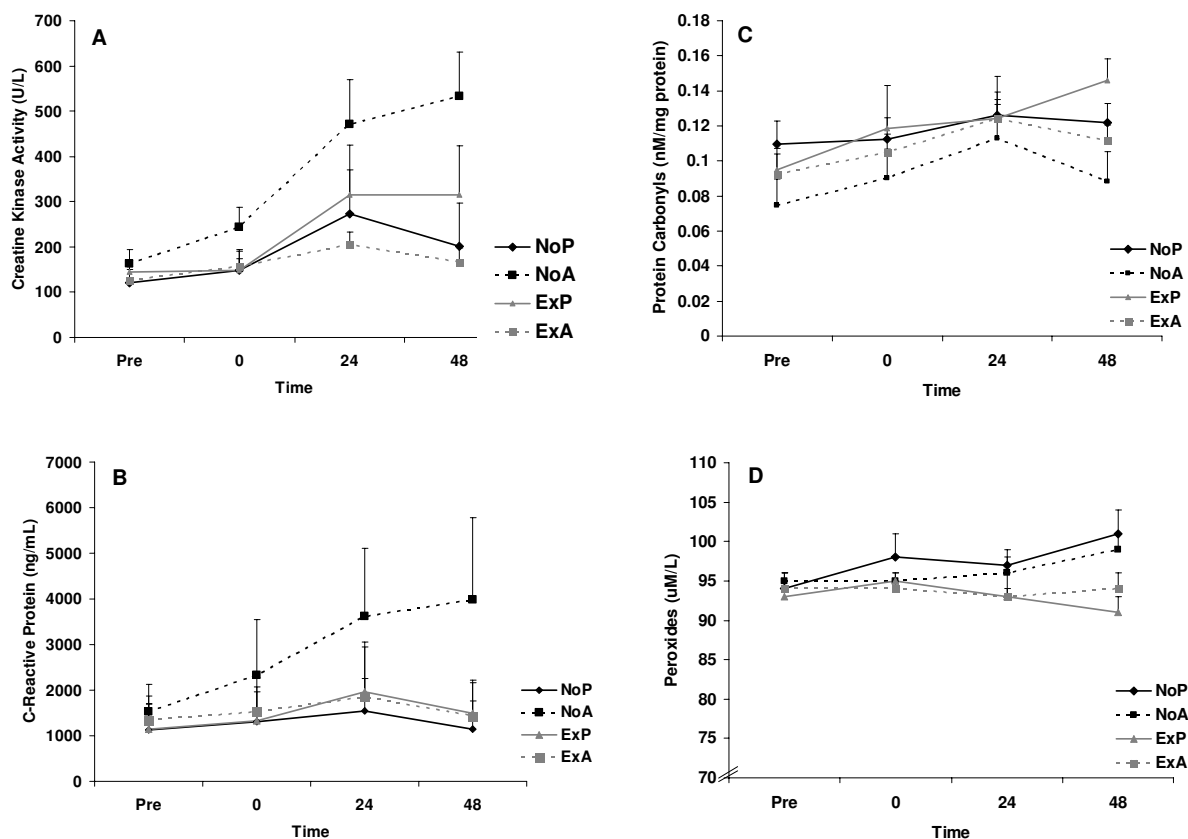 A
Creatine Kinase Activity (U/L)
700
600
500
400
300
200
100
0
Pre 0 24 48
Time
NoP
NoA
ExP
ExA
C
Protein Carbonyls (nM/mg protein)
0.18
0.16
0.14
0.12
0.1
0.08
0.06
0.04
0.02
0
Pre 0 24 48
Time
NoP
NoA
ExP
ExA
B
C-Reactive Protein (ng/mL)
7000
6000
5000
4000
3000
2000
1000
0
Pre 0 24 48
Time
NoP
NoA
ExP
ExA
D
Peroxides (uM/L)
110
105
100
95
90
85
80
75
70
Pre 0 24 48
Time
NoP
NoA
ExP
ExA